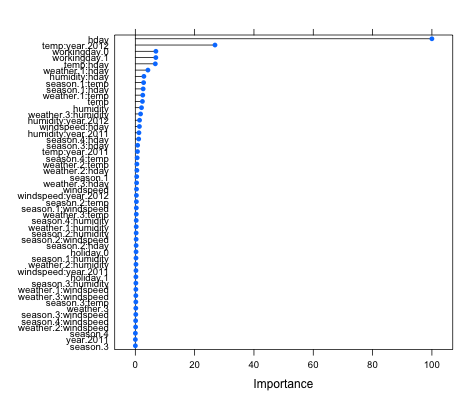 hday
temp:year.2012
workingday.0
workingday.1
temp:hday
weather.1:hday
humidity:hday
season.1:temp
season.1:hday
weather.1:temp
temp
humidity
weather.3:humidity
humidity:year.2012
windspeed:hday
humidity:year.2011
season.4:hday
season.3:hday
temp:year.2011
season.4:temp
weather.2:temp
weather.2:hday
season.1
weather.3:hday
windspeed
windspeed:year.2012
season.2:temp
season.1:windspeed
weather.3:temp
season.4:humidity
weather.1:humidity
season.2:humidity
season.2:windspeed
season.2:hday
holiday.0
season.1:humidity
weather.2:humidity
windspeed:year.2011
holiday.1
season.3:humidity
weather.1:windspeed
weather.3:windspeed
season.3:temp
weather.3
season.3:windspeed
season.4:windspeed
weather.2:windspeed
season.4
year.2011
season.3
0 20 40 60 80 100
Importance